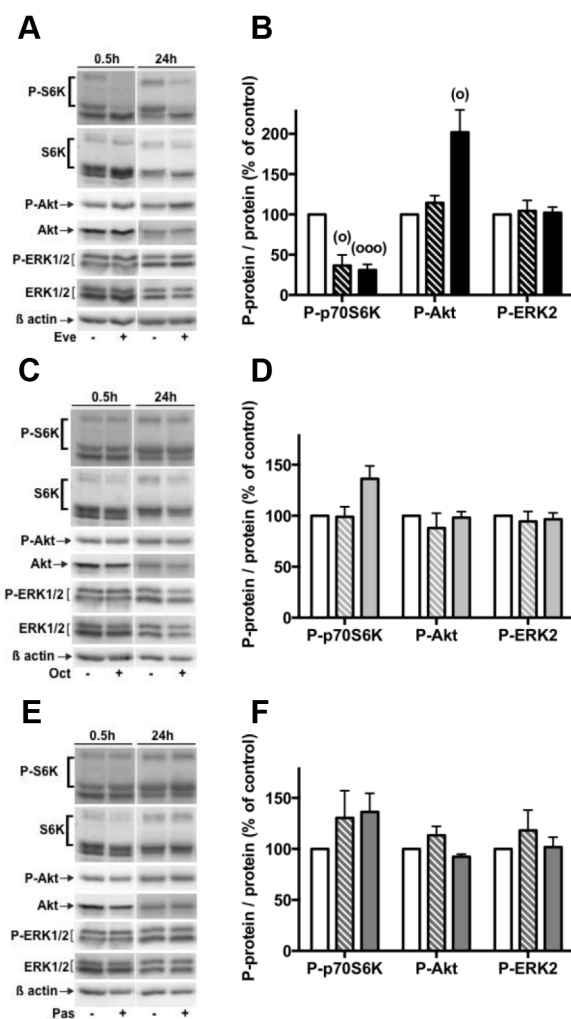 A
0.5h 24h
P-S6K
S6K
P-Akt→
Akt→
P-ERK1/2[
ERK1/2[
ß actin→
Eve - + - +
B
P-protein / protein (% of control)
200
150
100
50
0
(o)
(ooo)
(o)
P-p70S6K P-Akt P-ERK2
C
0.5h 24h
P-S6K
S6K
P-Akt→
Akt→
P-ERK1/2[
ERK1/2[
ß actin→
Oct - + - +
D
P-protein / protein (% of control)
150
100
50
0
P-p70S6K P-Akt P-ERK2
E
0.5h 24h
P-S6K
S6K
P-Akt→
Akt→
P-ERK1/2[
ERK1/2[
ß actin→
Pas - + - +
F
P-protein / protein (% of control)
150
100
50
0
P-p70S6K P-Akt P-ERK2